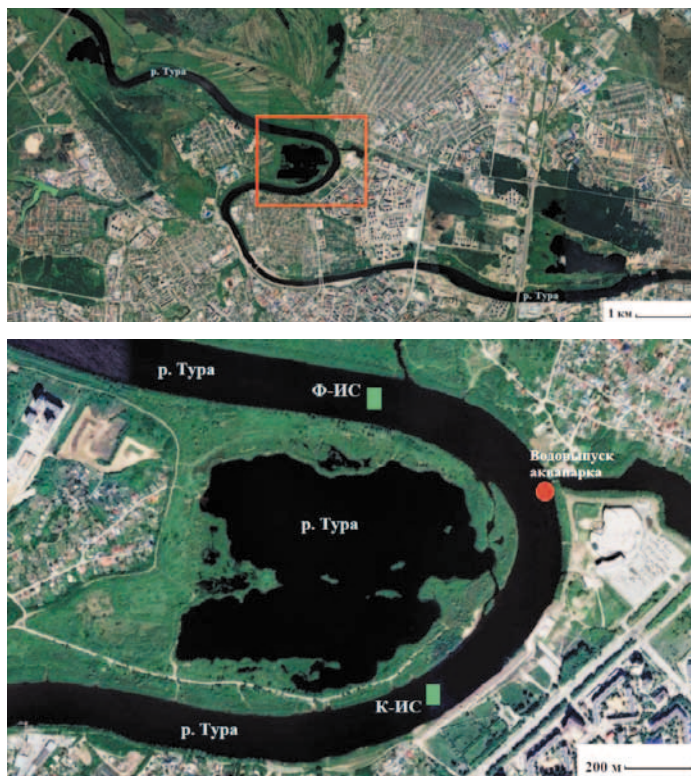 р. Тура
р. Тура
1 км
р. Тура
Ф-ИС
Водовыпуск
аквапарка
р. Тура
К-ИС
р. Тура
200 м